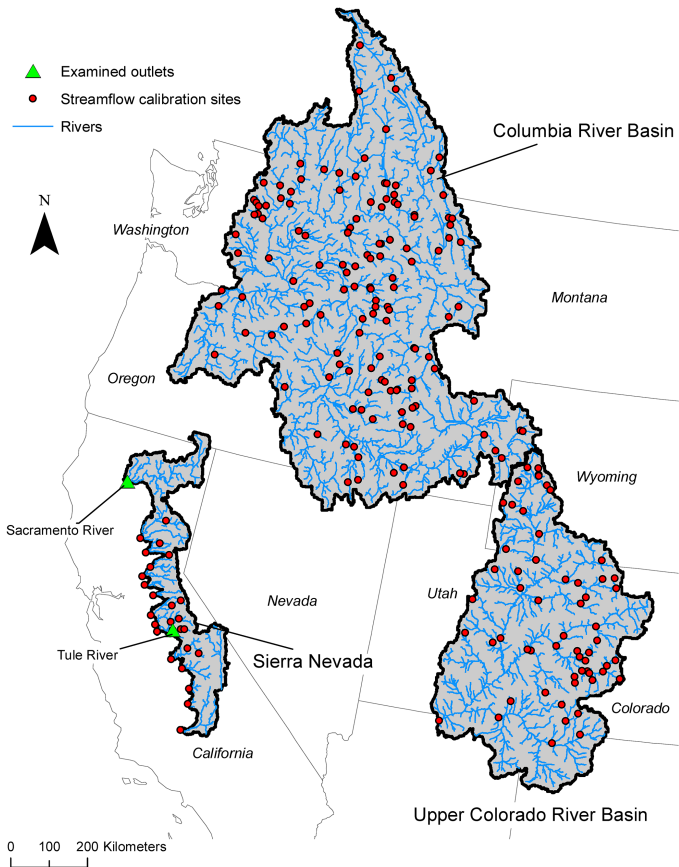 Examined outlets
Streamflow calibration sites
Rivers
Columbia River Basin
N
Washington
Montana
Oregon
Wyoming
Sacramento River
Nevada
Utah
Tule River
Sierra Nevada
Colorado
California
Upper Colorado River Basin
0 100 200 Kilometers